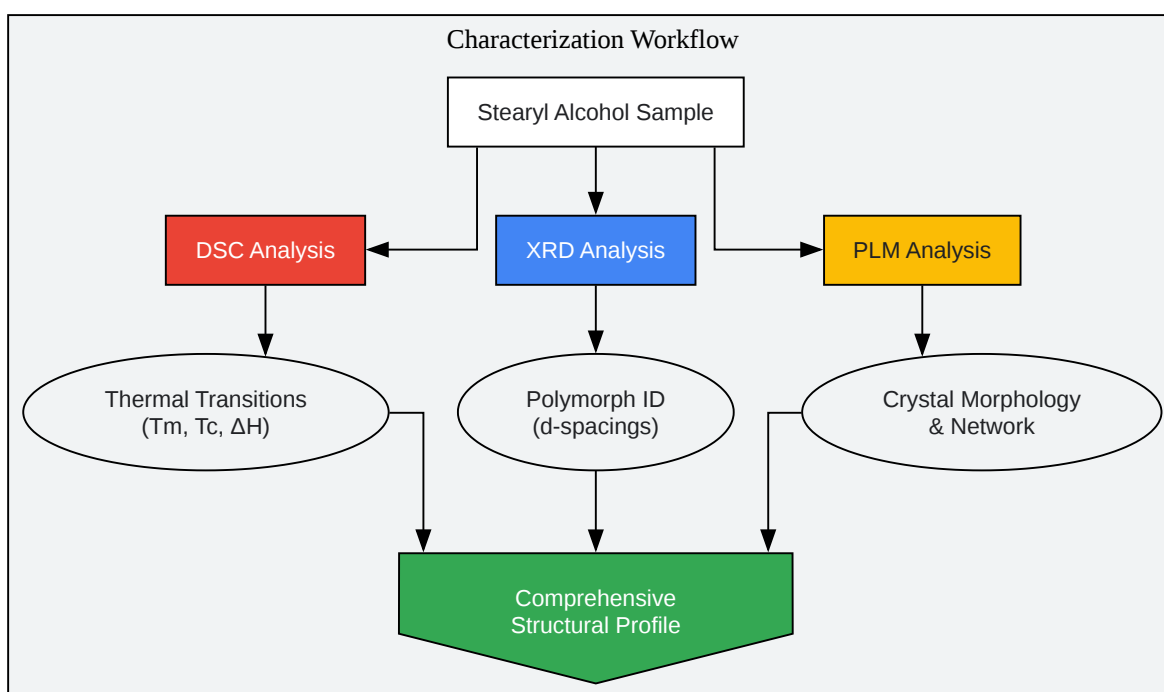 Characterization Workflow
Stearyl Alcohol Sample
DSC Analysis
XRD Analysis
PLM Analysis
Thermal Transitions
(Tm, Tc, ΔH)
Polymorph ID
(d-spacings)
Crystal Morphology
& Network
Comprehensive
Structural Profile